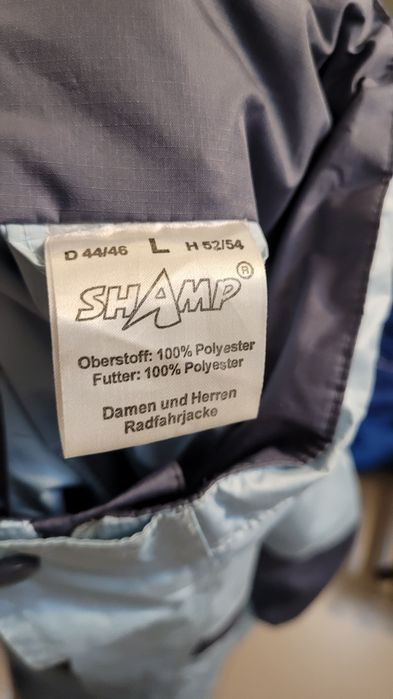 D 44/46 L H 52/54
SHAMP®
Oberstoff: 100% Polyester
Futter: 100% Polyester
Damen und Herren
Radfahrjacke